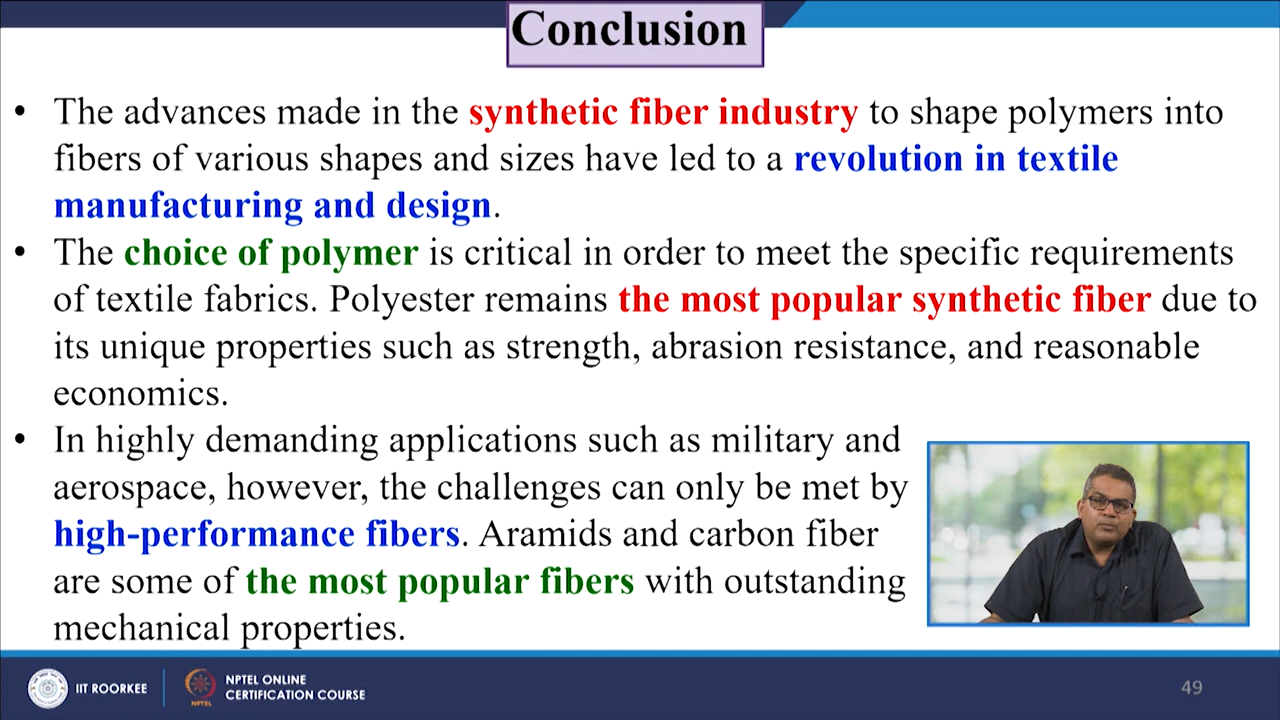 Conclusion
• The advances made in the synthetic fiber industry to shape polymers into
fibers of various shapes and sizes have led to a revolution in textile
manufacturing and design.
• The choice of polymer is critical in order to meet the specific requirements
of textile fabrics. Polyester remains the most popular synthetic fiber due to
its unique properties such as strength, abrasion resistance, and reasonable
economics.
• In highly demanding applications such as military and
aerospace, however, the challenges can only be met by
high-performance fibers. Aramids and carbon fiber
are some of the most popular fibers with outstanding
mechanical properties.
IIT ROORKEE
NPTEL
NPTEL ONLINE
CERTIFICATION COURSE
49